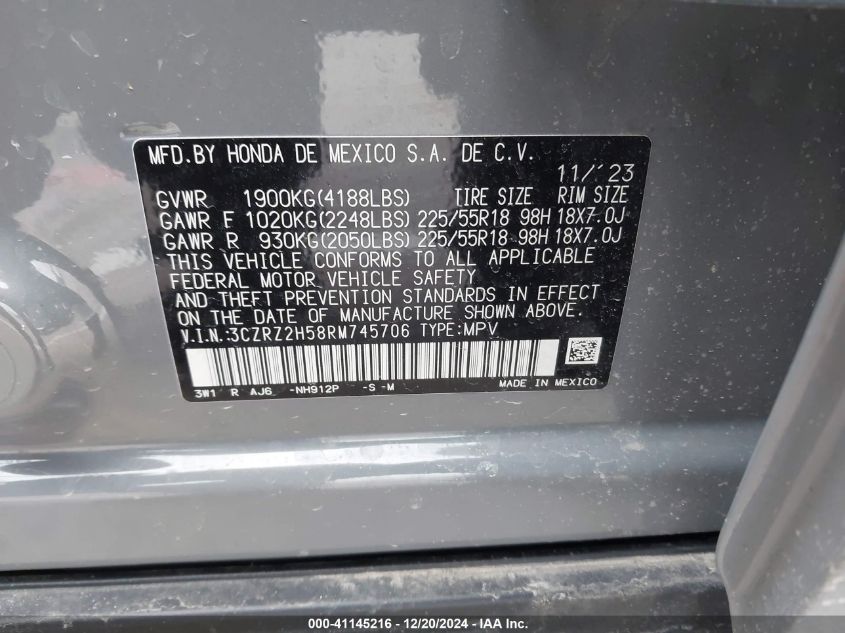 MFD.BY HONDA DE MEXICO S.A. DE C.V.
11/'23
GVWR 1900KG(4188LBS) TIRE SIZE RIM SIZE
GAWR F 1020KG(2248LBS) 225/55R18 98H 18X7.0J
GAWR R 930KG(2050LBS) 225/55R18 98H 18X7.0J
THIS VEHICLE CONFORMS TO ALL APPLICABLE
FEDERAL MOTOR VEHICLE SAFETY
AND THEFT PREVENTION STANDARDS IN EFFECT
ON THE DATE OF MANUFACTURE SHOWN ABOVE.
V.I.N.:3CZRZ2H58RM745706 TYPE:MPV
3W1 R AJ6 -NH912P -S -M MADE IN MEXICO
000-41145216 - 12/20/2024 - IAA, Inc.